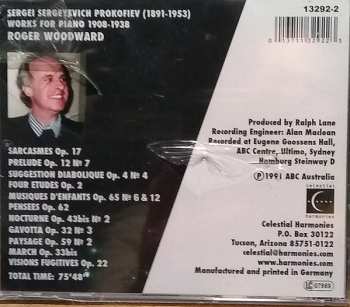 SERGEI SERGEYEVICH PROKOFIEV (1891-1953)
WORKS FOR PIANO 1908-1938
ROGER WOODWARD
13292-2
SARCASMES Op. 17
PRELUDE Op. 12 Nº 7
SUGGESTION DIABOLIQUE Op. 4 Nº 4
FOUR ETUDES Op. 2
MUSIQUES D'ENFANTS Op. 65 Nº 6 & 12
PENSEES Op. 62
NOCTURNE Op. 43bis Nº 2
GAVOTTA Op. 32 Nº 3
PAYSAGE Op. 59 Nº 2
MARCH Op. 33bis
VISIONS FUGITIVES Op. 22
TOTAL TIME: 75'48"
Produced by Ralph Lane
Recording Engineer: Alan Maclean
Recorded at Eugene Goossens Hall,
ABC Centre, Ultimo, Sydney
Hamburg Steinway D
℗ 1991 ABC Australia
celestial
harmonies
Celestial Harmonies
P.O. Box 30122
Tucson, Arizona 85751-0122
celestial@harmonies.com
www.harmonies.com
Manufactured and printed in Germany
LC
07869